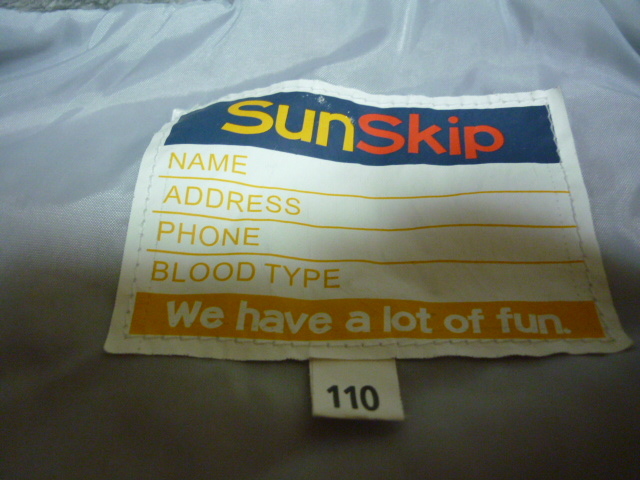 SunSkip
NAME
ADDRESS
PHONE
BLOOD TYPE
We have a lot of fun.
110